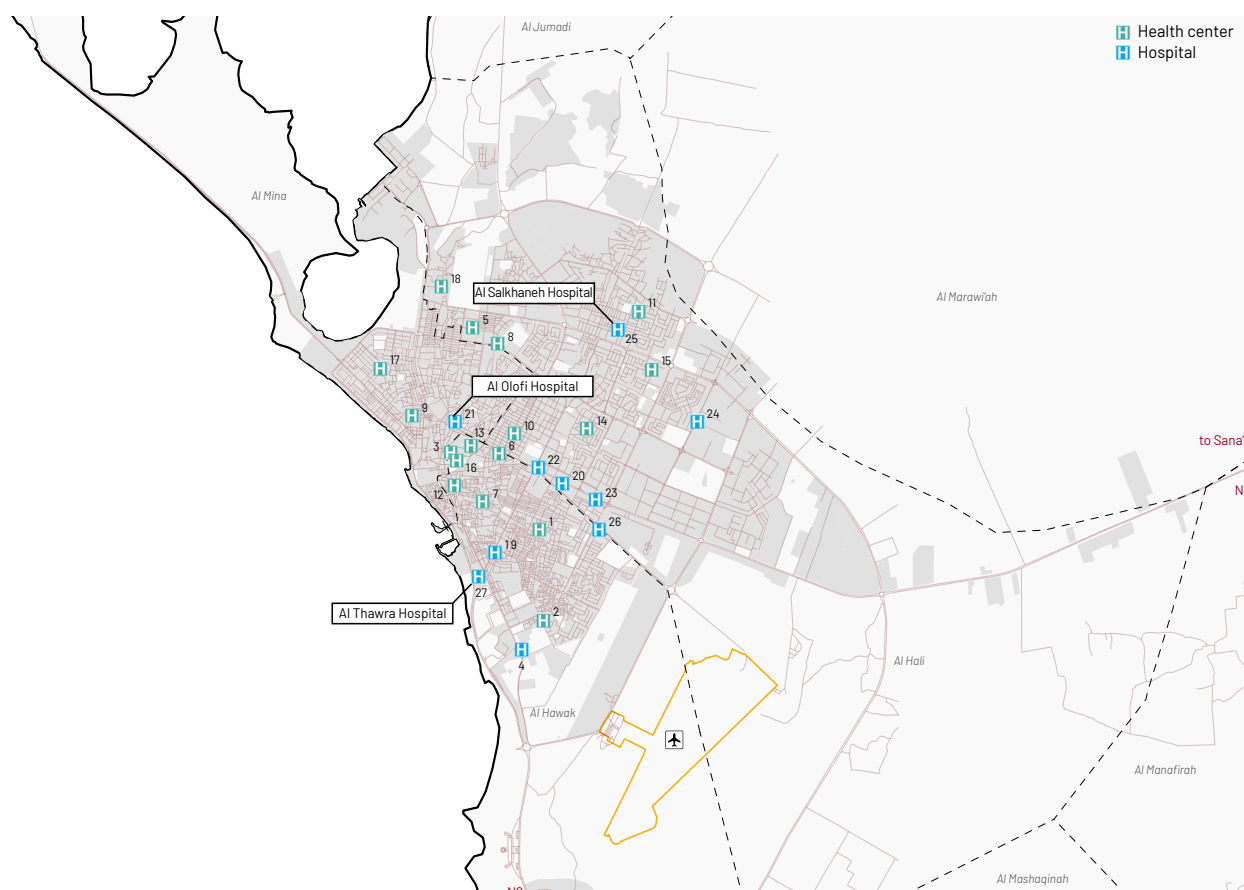 Al Jumadi
H Health center
H Hospital
Al Mina
18
Al Salkhaneh Hospital
11
Al Marawi'ah
5
25
8
15
17
Al Olofi Hospital
9
21
24
14
10
13
3
6
to Sana'
16
22
20
12
23
7
1
26
19
27
Al Thawra Hospital
2
4
Al Hali
Al Hawak
Al Manafirah
Al Mashaqinah